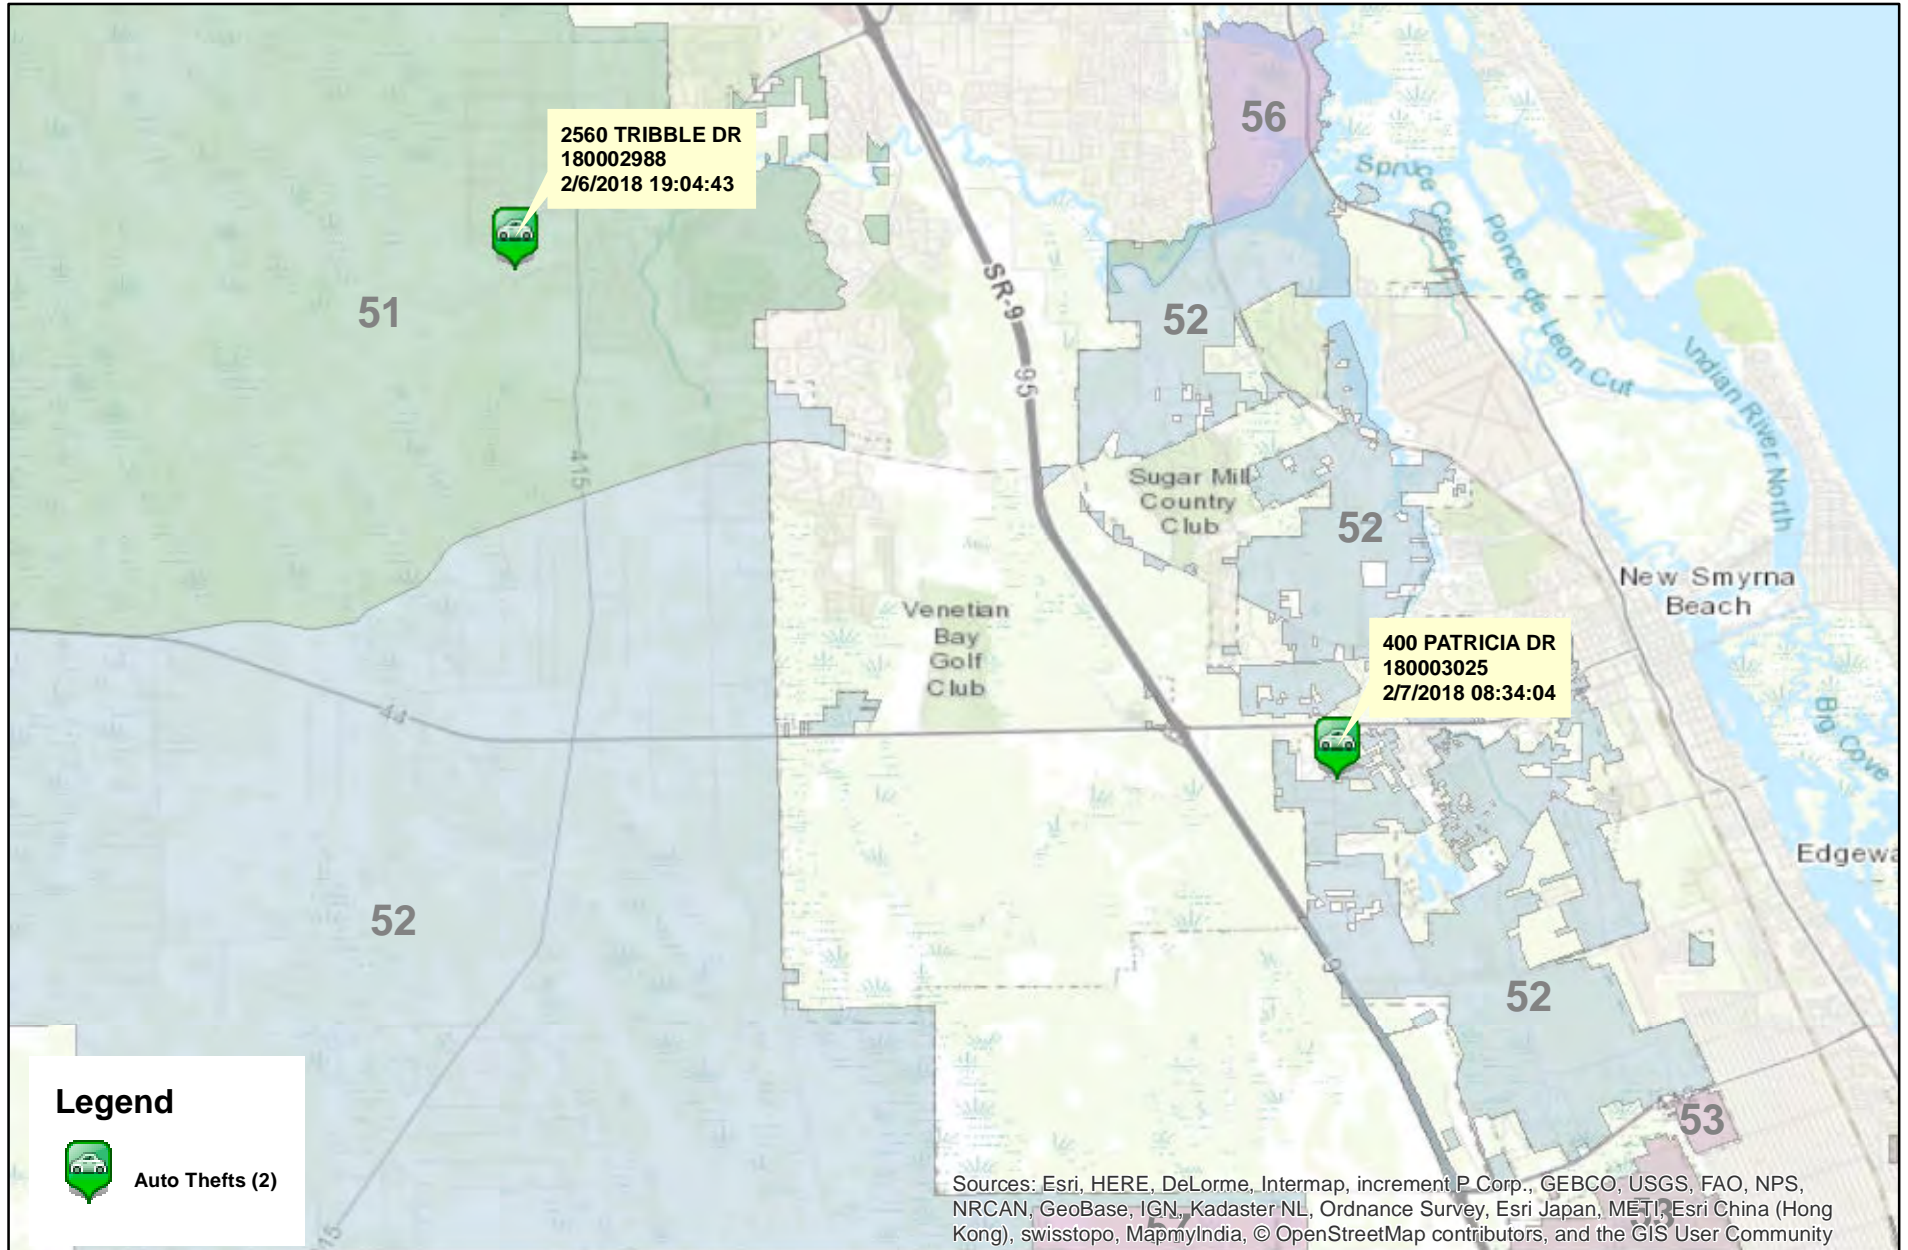 56
2560 TRIBBLE DR
180002988
2/6/2018 19:04:43
Spruce Creek
Ponce de Leon Cut
51
SR-9
52
95
Indian River North
415
Sugar Mill
Country
Club
52
New Smyrna
Beach
Venetian
Bay
Golf
Club
400 PATRICIA DR
180003025
2/7/2018 08:34:04
44
Big Cove
Edgewa
52
9
52
Legend
Auto Thefts (2)
53
53
57
15
Sources: Esri, HERE, DeLorme, Intermap, increment P Corp., GEBCO, USGS, FAO, NPS,
NRCAN, GeoBase, IGN, Kadaster NL, Ordnance Survey, Esri Japan, METI, Esri China (Hong
Kong), swisstopo, MapmyIndia, © OpenStreetMap contributors, and the GIS User Community